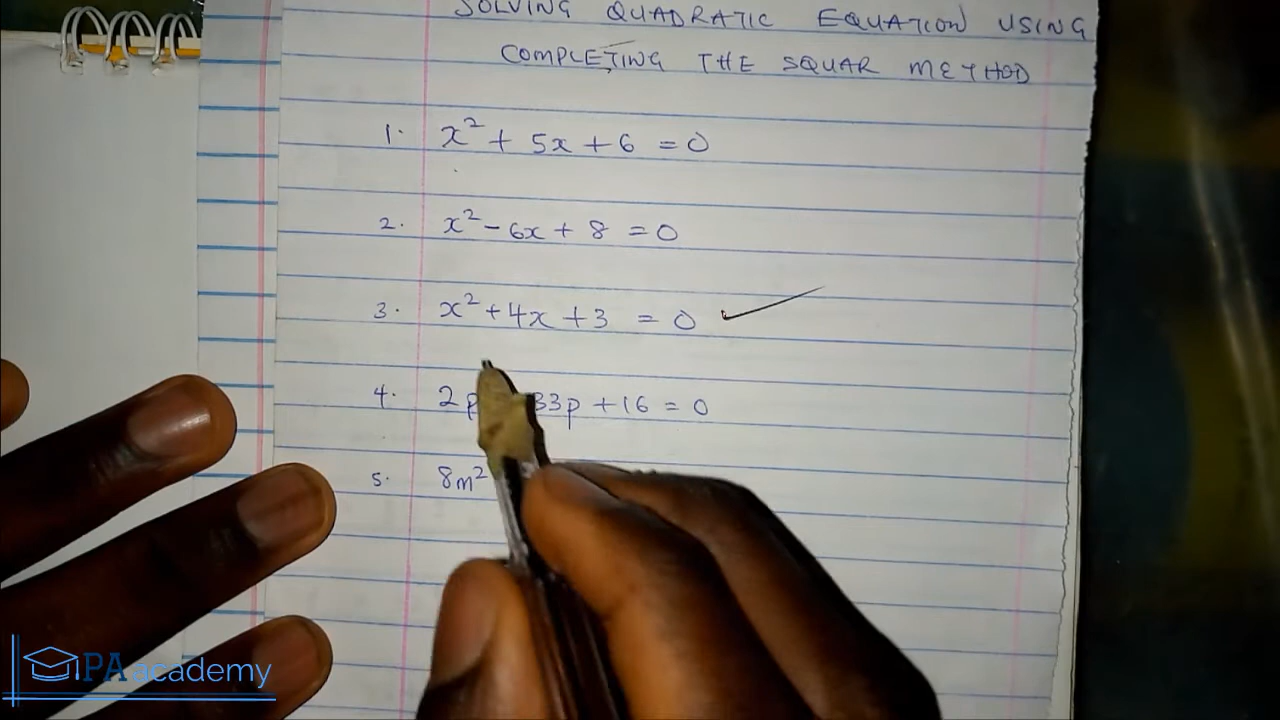 SOLVING QUADRATIC EQUATION USING
COMPLETING THE SQUAR METHOD
1. x² + 5x + 6 = 0
2. x² - 6x + 8 = 0
3. x² + 4x + 3 = 0
4. 2p 33p + 16 = 0
5. 8m²
PA academy